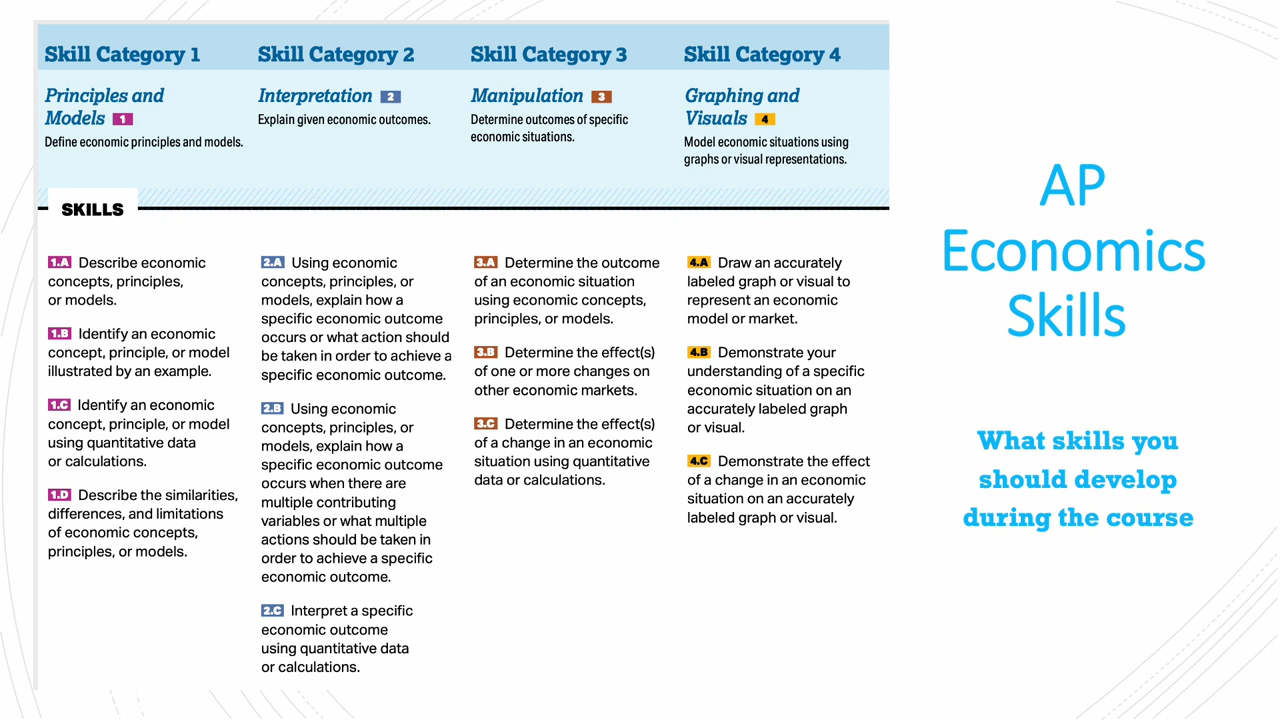 Skill Category 1
Principles and
Models 1
Define economic principles and models.
Skill Category 2
Interpretation 2
Explain given economic outcomes.
Skill Category 3
Manipulation 3
Determine outcomes of specific
economic situations.
Skill Category 4
Graphing and
Visuals 4
Model economic situations using
graphs or visual representations.
SKILLS
1.A Describe economic
concepts, principles,
or models.
1.B Identify an economic
concept, principle, or model
illustrated by an example.
1.C Identify an economic
concept, principle, or model
using quantitative data
or calculations.
1.D Describe the similarities,
differences, and limitations
of economic concepts,
principles, or models.
2.A Using economic
concepts, principles, or
models, explain how a
specific economic outcome
occurs or what action should
be taken in order to achieve a
specific economic outcome.
2.B Using economic
concepts, principles, or
models, explain how a
specific economic outcome
occurs when there are
multiple contributing
variables or what multiple
actions should be taken in
order to achieve a specific
economic outcome.
2.C Interpret a specific
economic outcome
using quantitative data
or calculations.
3.A Determine the outcome
of an economic situation
using economic concepts,
principles, or models.
3.B Determine the effect(s)
of one or more changes on
other economic markets.
3.C Determine the effect(s)
of a change in an economic
situation using quantitative
data or calculations.
4.A Draw an accurately
labeled graph or visual to
represent an economic
model or market.
4.B Demonstrate your
understanding of a specific
economic situation on an
accurately labeled graph
or visual.
4.C Demonstrate the effect
of a change in an economic
situation on an accurately
labeled graph or visual.
AP
Economics
Skills
What skills you
should develop
during the course